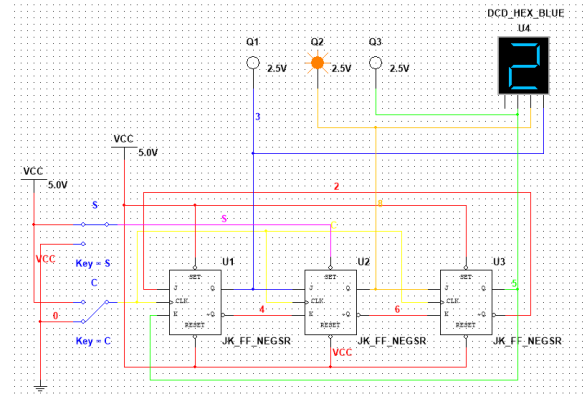 DCD_HEX_BLUE
U4
Q1
Q2
Q3
2.5V
2.5V
2.5V
2
3
VCC
5.0V
VCC
5.0V
2
S
S
8
VCC
Key = S
C
0
Key = C
U1
U2
U3
SET
SET
SET
J
Q
J
Q
J
Q
5
CLK
CLK
CLK
K
~Q
4
K
~Q
6
K
~Q
RESET
RESET
RESET
JK_FF_NEGSR
JK_FF_NEGSR
JK_FF_NEGSR
VCC